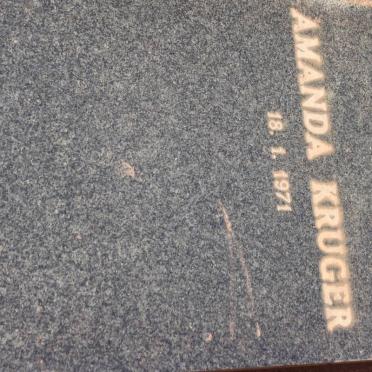 AMANDA KRUGER
18. 1. 1971